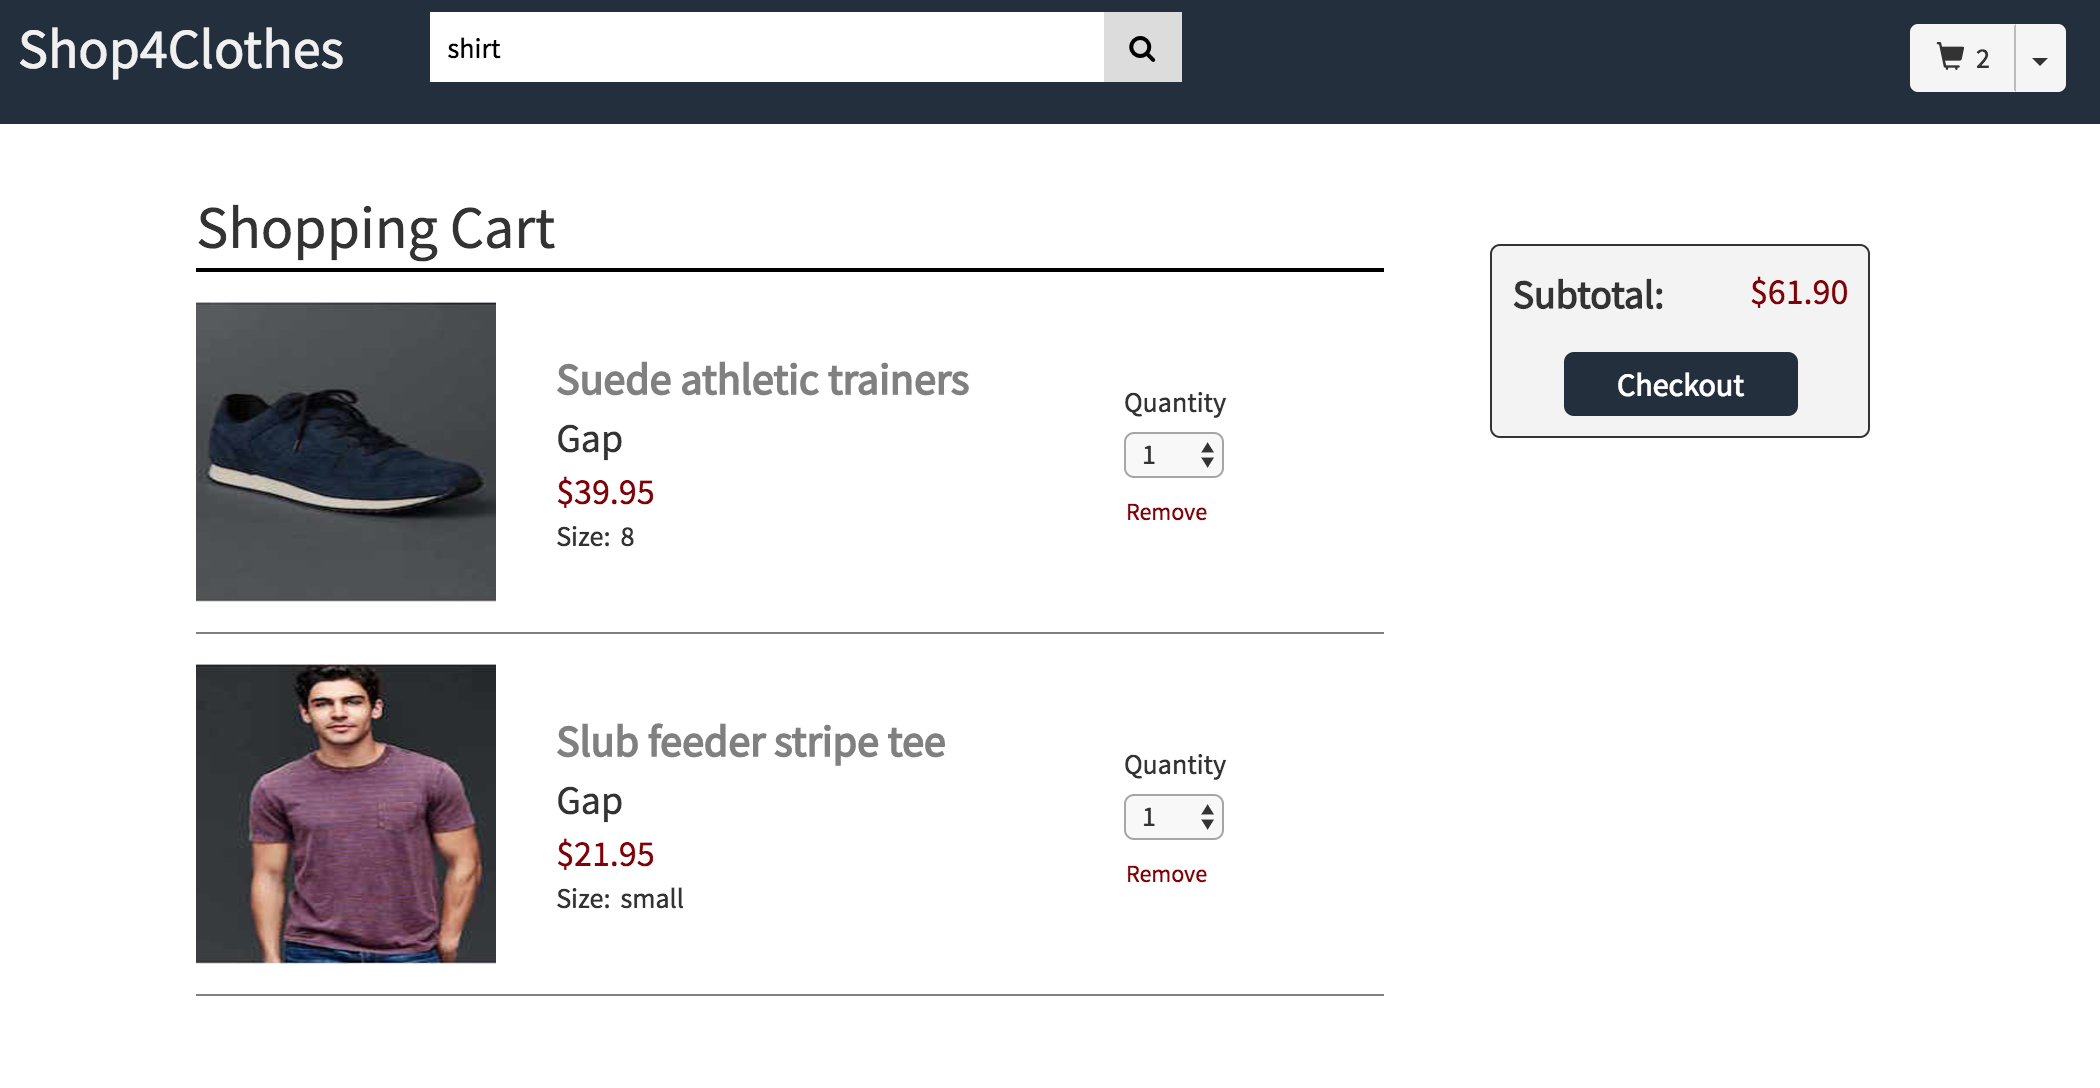 Shop4Clothes
shirt
2
Shopping Cart
Subtotal: $61.90
Checkout
Suede athletic trainers
Gap
$39.95
Size: 8
Quantity
1
Remove
Slub feeder stripe tee
Gap
$21.95
Size: small
Quantity
1
Remove